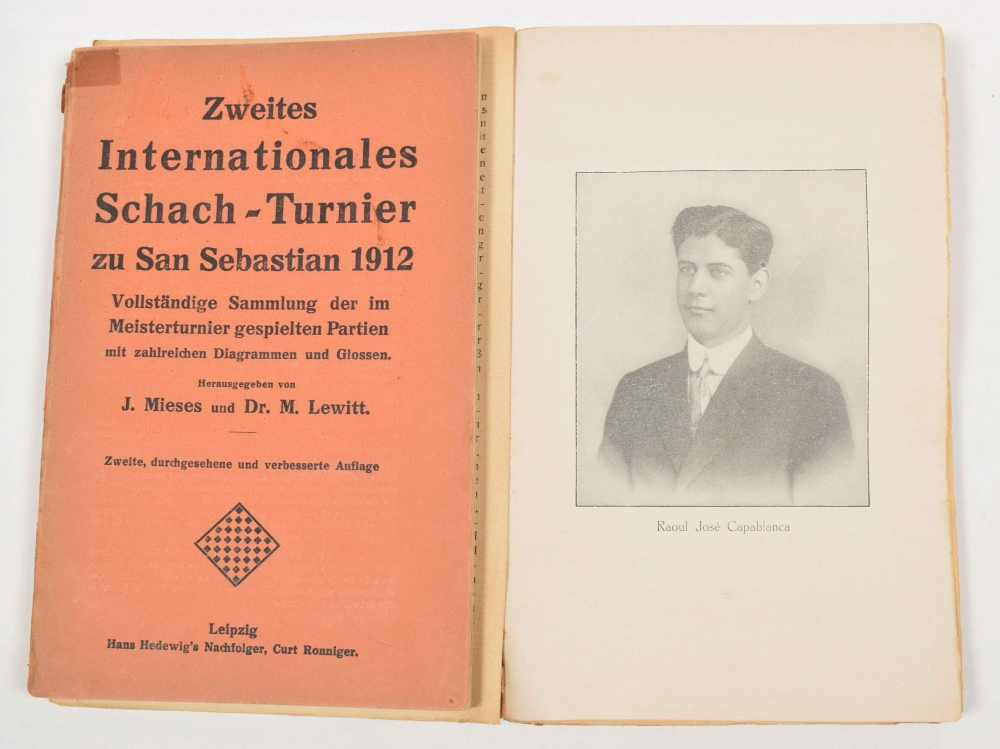 Zweites
Internationales
Schach-Turnier
zu San Sebastian 1912
Vollständige Sammlung der im
Meisterturnier gespielten Partien
mit zahlreichen Diagrammen und Glossen.
Herausgegeben von
J. Mieses und Dr. M. Lewitt.
Zweite, durchgesehene und verbesserte Auflage
Leipzig
Hans Hedewig's Nachfolger, Curt Ronniger.
Raoul José Capablanca